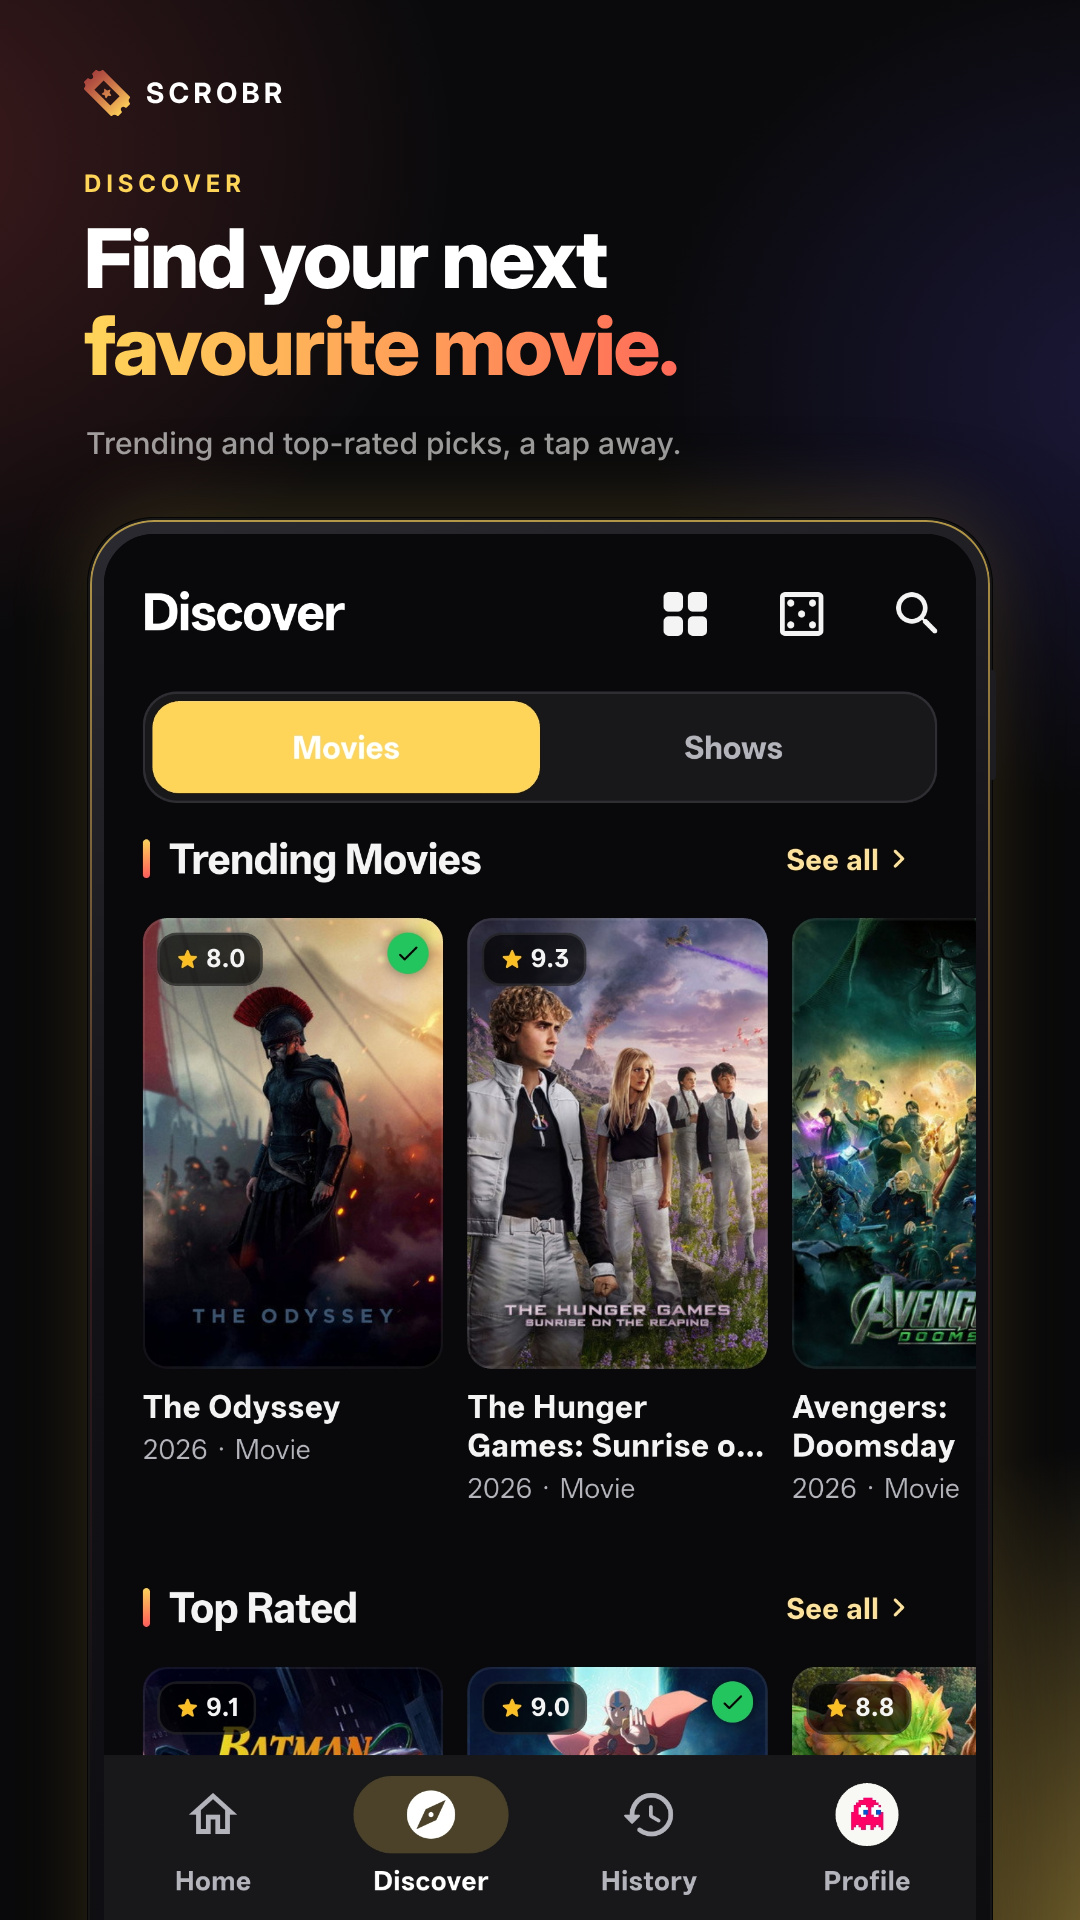 SCROBR
DISCOVER
Find your next
favourite movie.
Trending and top-rated picks, a tap away.
Discover
Movies
Shows
Trending Movies
See all
8.0
9.3
THE ODYSSEY
THE HUNGER GAMES
SUNRISE ON THE REAPING
AVENG
DOOMS
The Odyssey
2026 · Movie
The Hunger
Games: Sunrise o...
2026 · Movie
Avengers:
Doomsday
2026 · Movie
Top Rated
See all
9.1
9.0
8.8
BATMAN
Home
Discover
History
Profile